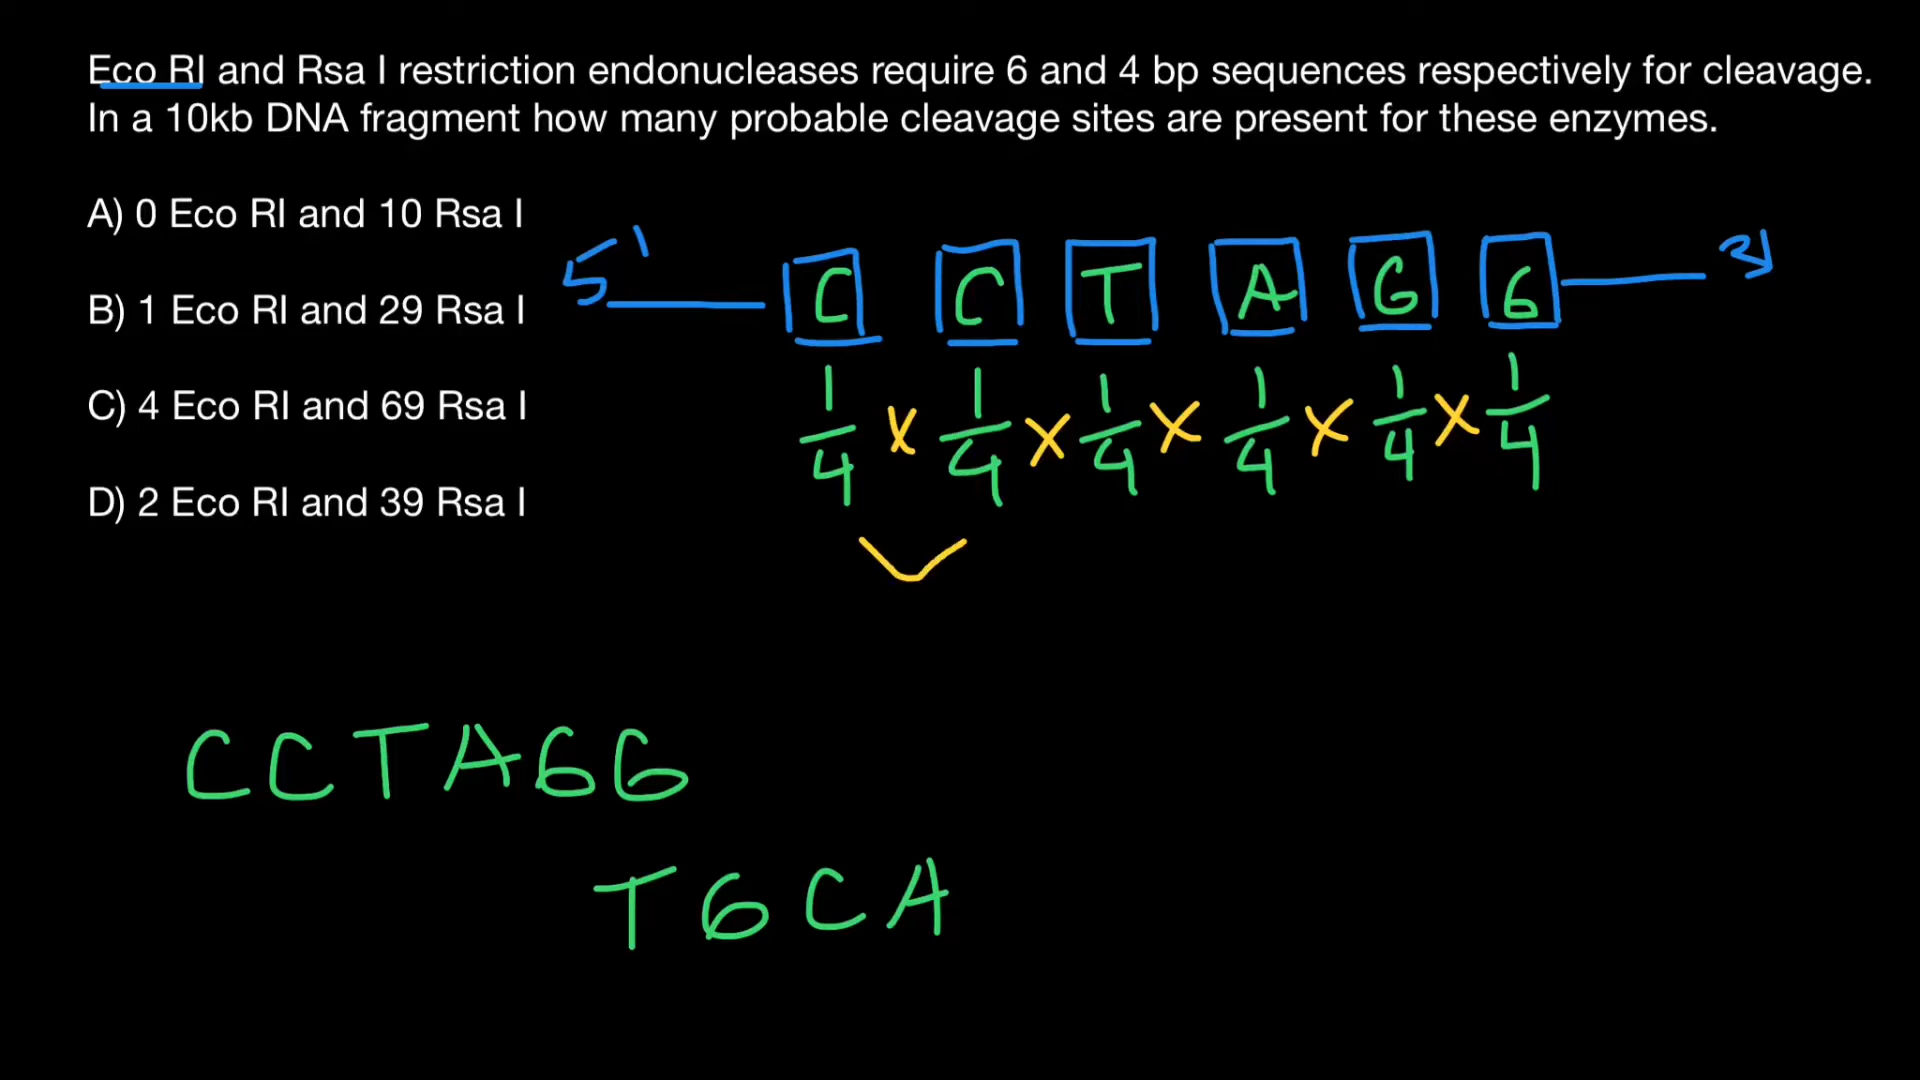 Eco RI and Rsa I restriction endonucleases require 6 and 4 bp sequences respectively for cleavage.
In a 10kb DNA fragment how many probable cleavage sites are present for these enzymes.
A) 0 Eco RI and 10 Rsa I
B) 1 Eco RI and 29 Rsa I
C) 4 Eco RI and 69 Rsa I
D) 2 Eco RI and 39 Rsa I
5' C C T A G G 3'
1/4 x 1/4 x 1/4 x 1/4 x 1/4 x 1/4
CCTAGG
TGCA